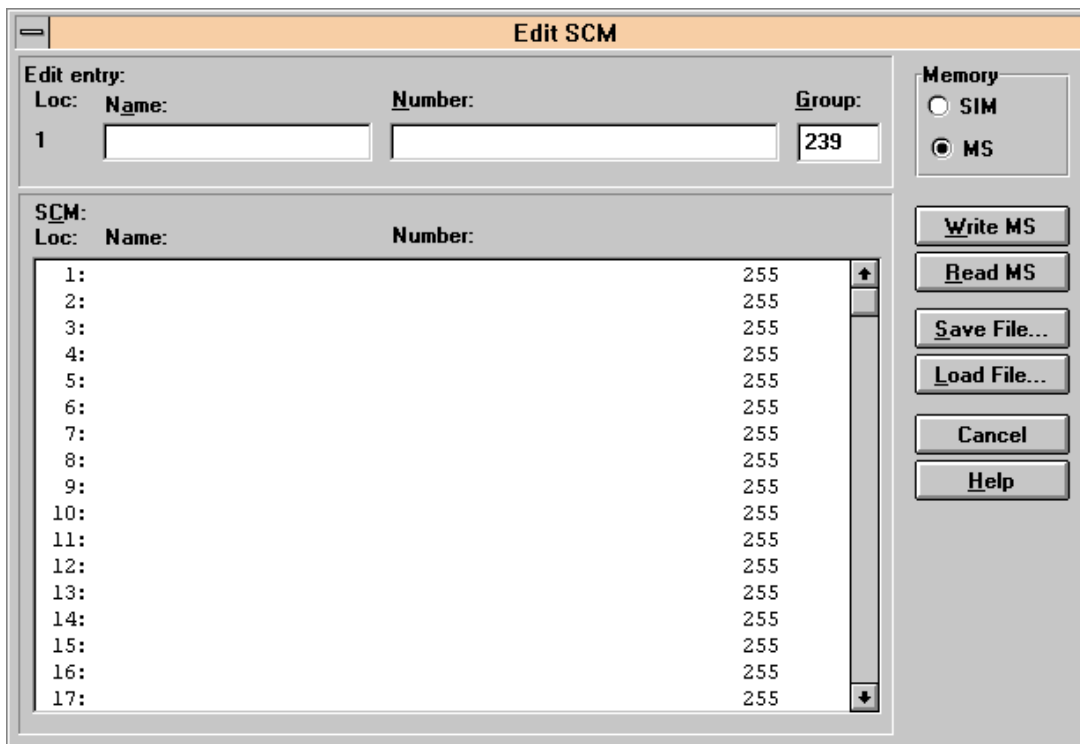 Edit SCM
Edit entry:
Loc: Name: Number: Group:
1 239
Memory
SIM
MS
SCM:
Loc: Name: Number:
1: 255
2: 255
3: 255
4: 255
5: 255
6: 255
7: 255
8: 255
9: 255
10: 255
11: 255
12: 255
13: 255
14: 255
15: 255
16: 255
17: 255
Write MS
Read MS
Save File...
Load File...
Cancel
Help